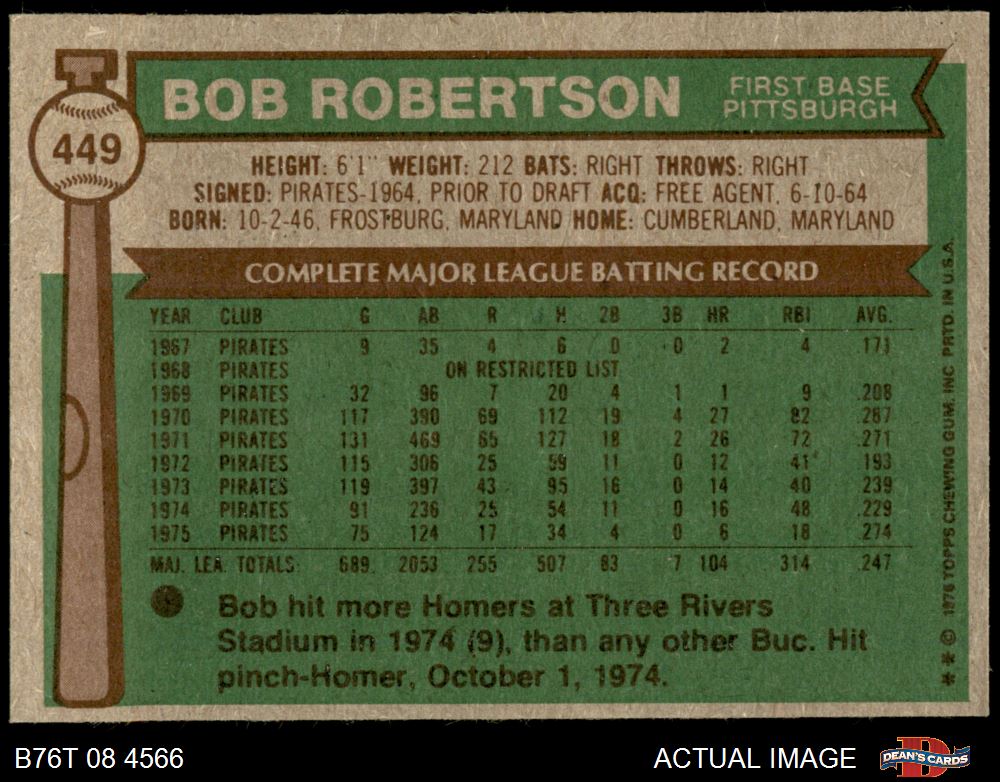 BOB ROBERTSON
FIRST BASE
PITTSBURGH
449
HEIGHT: 6'1" WEIGHT: 212 BATS: RIGHT THROWS: RIGHT
SIGNED: PIRATES-1964, PRIOR TO DRAFT ACQ: FREE AGENT, 6-10-64
BORN: 10-2-46, FROSTBURG, MARYLAND HOME: CUMBERLAND, MARYLAND
COMPLETE MAJOR LEAGUE BATTING RECORD
YEAR CLUB G AB R H 2B 3B HR RBI AVG.
1967 PIRATES 9 35 4 6 0 0 2 4 .171
1968 PIRATES ON RESTRICTED LIST
1969 PIRATES 32 96 7 20 4 1 1 9 .208
1970 PIRATES 117 390 69 112 19 4 27 82 .287
1971 PIRATES 131 469 65 127 18 2 26 72 .271
1972 PIRATES 115 306 25 59 11 0 12 41 .193
1973 PIRATES 119 397 43 95 16 0 14 40 .239
1974 PIRATES 91 236 25 54 11 0 16 48 .229
1975 PIRATES 75 124 17 34 4 0 6 18 .274
MAJ. LEA. TOTALS 689 2053 255 507 83 7 104 314 .247
Bob hit more Homers at Three Rivers
Stadium in 1974 (9), than any other Buc. Hit
pinch-Homer, October 1, 1974.
** © 1976 TOPPS CHEWING GUM, INC PRTD. IN U.S.A.
B76T 08 4566
ACTUAL IMAGE
D
DEAN'S CARDS